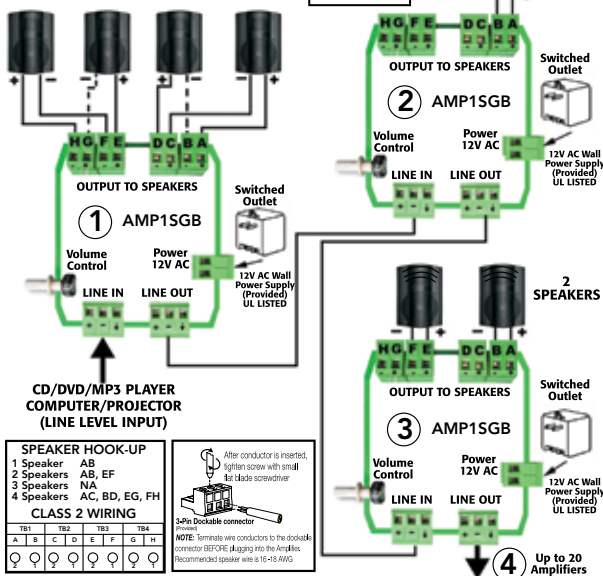 HG FE DC BA
OUTPUT TO SPEAKERS
1 AMP1SGB
Switched
Outlet
Volume
Control
Power
12V AC
12V AC Wall
Power Supply
(Provided)
UL LISTED
LINE IN LINE OUT
+ - + -
CD/DVD/MP3 PLAYER
COMPUTER/PROJECTOR
(LINE LEVEL INPUT)
HG FE DC BA
OUTPUT TO SPEAKERS
2 AMP1SGB
Switched
Outlet
Volume
Control
Power
12V AC
12V AC Wall
Power Supply
(Provided)
UL LISTED
LINE IN LINE OUT
2
SPEAKERS
- + - +
HG FE DC BA
OUTPUT TO SPEAKERS
3 AMP1SGB
Switched
Outlet
Volume
Control
Power
12V AC
12V AC Wall
Power Supply
(Provided)
UL LISTED
LINE IN LINE OUT
4 Up to 20
Amplifiers
SPEAKER HOOK-UP
1 Speaker AB
2 Speakers AB, EF
3 Speakers NA
4 Speakers AC, BD, EG, FH
CLASS 2 WIRING
TB1 TB2 TB3 TB4
A B C D E F G H
2 1 2 1 2 1 2 1
After conductor is inserted,
tighten screw with small
flat blade screwdriver
3-Pin Dockable connector
(Provided)
NOTE: Terminate wire conductors to the dockable
connector BEFORE plugging into the Amplifier.
Recommended speaker wire is 16-18 AWG